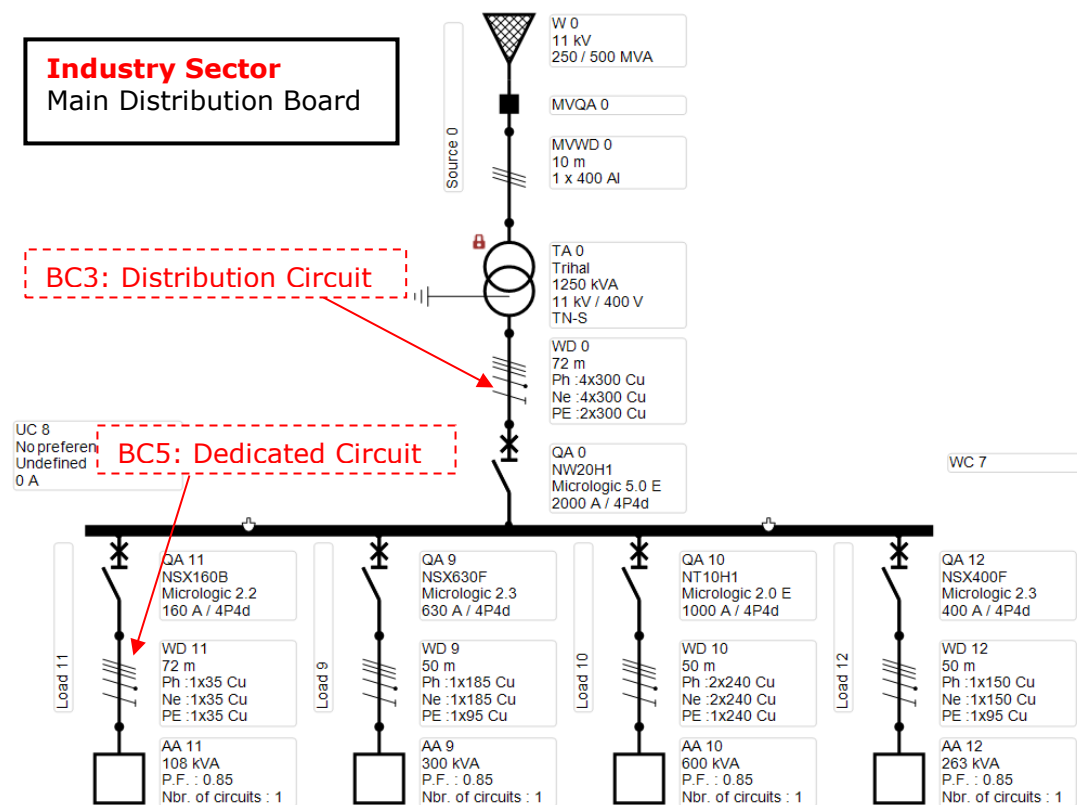 Industry Sector
Main Distribution Board
Source 0
W 0
11 kV
250 / 500 MVA
MVQA 0
MVWD 0
10 m
1 x 400 Al
BC3: Distribution Circuit
TA 0
Trihal
1250 kVA
11 kV / 400 V
TN-S
WD 0
72 m
Ph :4x300 Cu
Ne :4x300 Cu
PE :2x300 Cu
UC 8
No preferen
Undefined
0 A
BC5: Dedicated Circuit
QA 0
NW20H1
Micrologic 5.0 E
2000 A / 4P4d
WC 7
Load 11
QA 11
NSX160B
Micrologic 2.2
160 A / 4P4d
WD 11
72 m
Ph :1x35 Cu
Ne :1x35 Cu
PE :1x35 Cu
AA 11
108 kVA
P.F. : 0.85
Nbr. of circuits : 1
Load 9
QA 9
NSX630F
Micrologic 2.3
630 A / 4P4d
WD 9
50 m
Ph :1x185 Cu
Ne :1x185 Cu
PE :1x95 Cu
AA 9
300 kVA
P.F. : 0.85
Nbr. of circuits : 1
Load 10
QA 10
NT10H1
Micrologic 2.0 E
1000 A / 4P4d
WD 10
50 m
Ph :2x240 Cu
Ne :2x240 Cu
PE :1x240 Cu
AA 10
600 kVA
P.F. : 0.85
Nbr. of circuits : 1
Load 12
QA 12
NSX400F
Micrologic 2.3
400 A / 4P4d
WD 12
50 m
Ph :1x150 Cu
Ne :1x150 Cu
PE :1x95 Cu
AA 12
263 kVA
P.F. : 0.85
Nbr. of circuits : 1